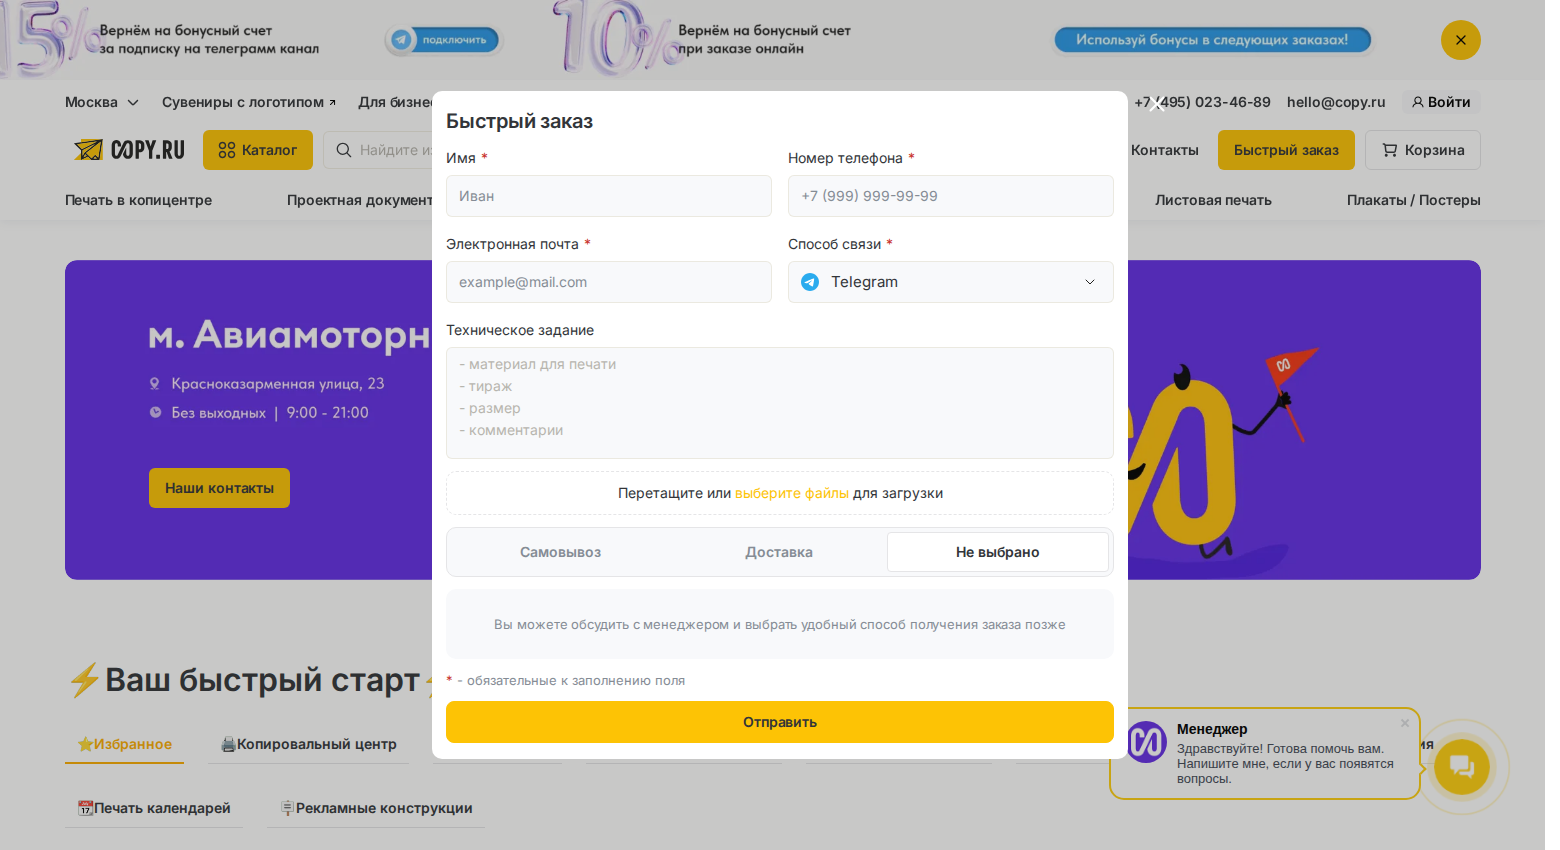 15%
Вернём на бонусный счет
за подписку на телеграмм канал
подключить
10%
Вернём на бонусный счет
при заказе онлайн
Используй бонусы в следующих заказах!
Москва
Сувениры с логотипом
Для бизнес
+7 (495) 023-46-89
hello@copy.ru
Войти
COPY.RU
Каталог
Найдите из
Контакты
Быстрый заказ
Корзина
Печать в копицентре
Проектная документ
Листовая печать
Плакаты / Постеры
м. Авиамоторн
Красноказарменная улица, 23
Без выходных | 9:00 - 21:00
Наши контакты
Быстрый заказ
Имя *
Номер телефона *
Иван
+7 (999) 999-99-99
Электронная почта *
Способ связи *
example@mail.com
Telegram
Техническое задание
- материал для печати
- тираж
- размер
- комментарии
Перетащите или выберите файлы для загрузки
Самовывоз
Доставка
Не выбрано
Вы можете обсудить с менеджером и выбрать удобный способ получения заказа позже
* - обязательные к заполнению поля
Отправить
⚡Ваш быстрый старт⚡
⭐Избранное
🖨️Копировальный центр
ия
📆Печать календарей
🪧Рекламные конструкции
Менеджер
Здравствуйте! Готова помочь вам.
Напишите мне, если у вас появятся
вопросы.